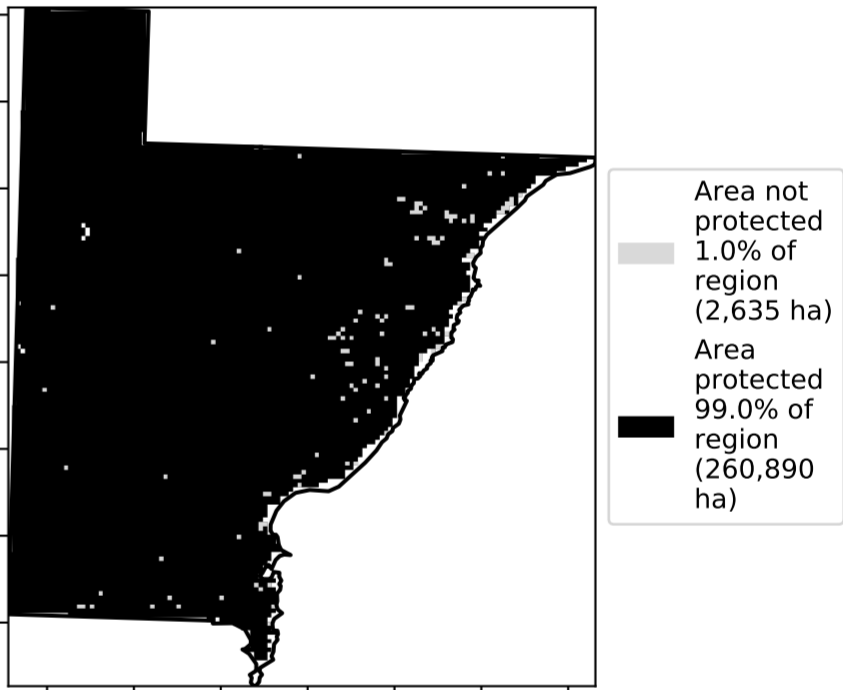 Area not
protected
1.0% of
region
(2,635 ha)
Area
protected
99.0% of
region
(260,890
ha)